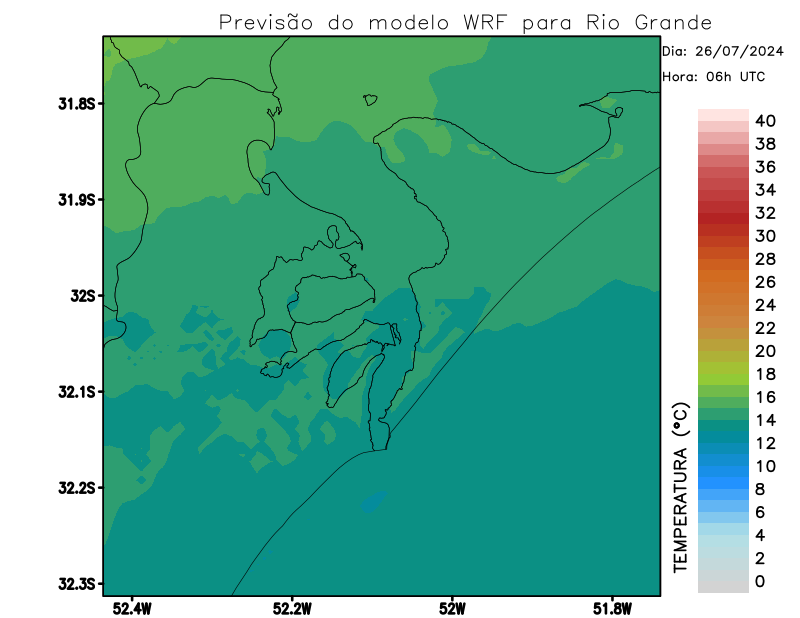 Previsão do modelo WRF para Rio Grande
Dia: 26/07/2024
Hora: 06h UTC
31.8S
31.9S
32S
32.1S
32.2S
32.3S
52.4W
52.2W
52W
51.8W
TEMPERATURA (°C)
40
38
36
34
32
30
28
26
24
22
20
18
16
14
12
10
8
6
4
2
0